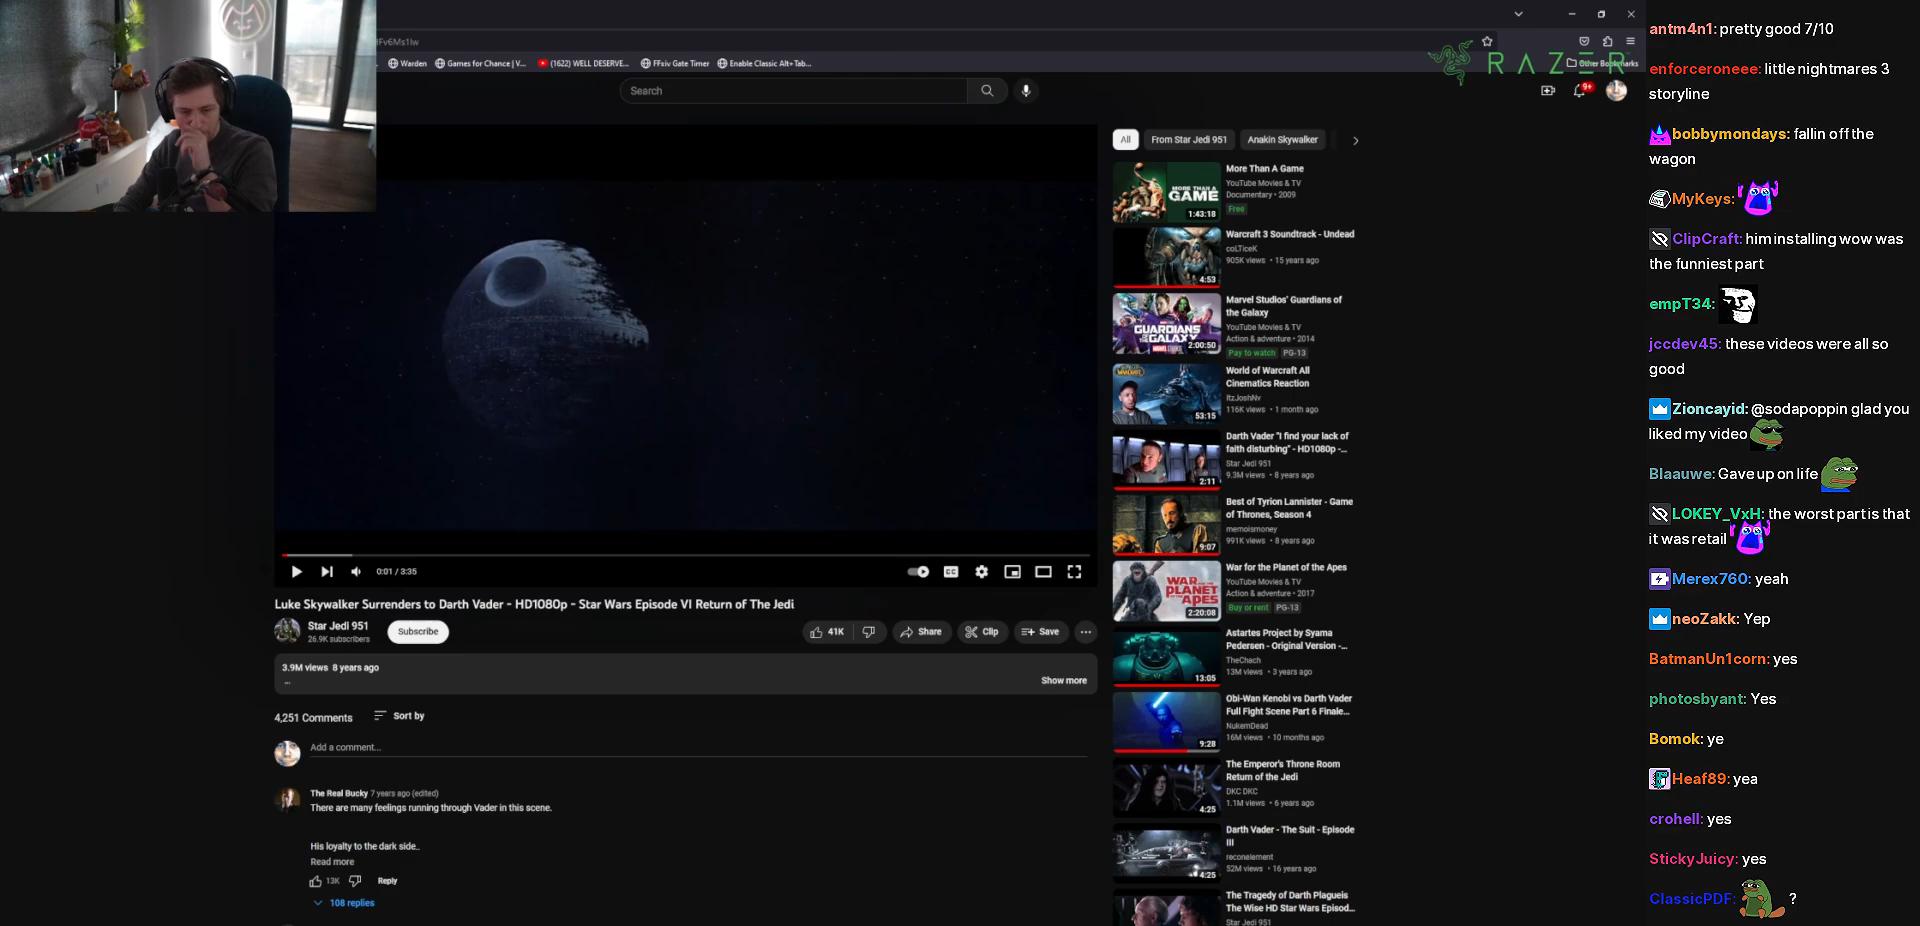 iFv6Ms1lw
Warden
Games for Chance | V...
(1622) WELL DESERVE...
FFxiv Gate Timer
Enable Classic Alt+Tab...
Other Bookmarks
RAZER
Search
9+
All
From Star Jedi 951
Anakin Skywalker
MORE THAN A
GAME
1:43:18
More Than A Game
YouTube Movies & TV
Documentary • 2009
Free
4:53
Warcraft 3 Soundtrack - Undead
coLTiceK
905K views • 15 years ago
GUARDIANS
GALAXY
2:00:50
Marvel Studios' Guardians of
the Galaxy
YouTube Movies & TV
Action & adventure • 2014
Pay to watch PG-13
53:15
World of Warcraft All
Cinematics Reaction
ItzJoshNv
116K views • 1 month ago
2:11
Darth Vader "I find your lack of
faith disturbing" - HD1080p -...
Star Jedi 951
9.3M views • 8 years ago
9:07
Best of Tyrion Lannister - Game
of Thrones, Season 4
memoismoney
991K views • 8 years ago
WAR
PLANET
APES
2:20:08
War for the Planet of the Apes
YouTube Movies & TV
Action & adventure • 2017
Buy or rent PG-13
13:05
Astartes Project by Syama
Pedersen - Original Version -...
TheChach
13M views • 3 years ago
9:28
Obi-Wan Kenobi vs Darth Vader
Full Fight Scene Part 6 Finale...
NukemDead
16M views • 10 months ago
4:25
The Emperor's Throne Room
Return of the Jedi
DKC DKC
1.1M views • 6 years ago
4:25
Darth Vader - The Suit - Episode
III
reconelement
52M views • 16 years ago
The Tragedy of Darth Plagueis
The Wise HD Star Wars Episod...
Star Jedi 951
0:01 / 3:35
CC
Luke Skywalker Surrenders to Darth Vader - HD1080p - Star Wars Episode VI Return of The Jedi
Star Jedi 951
26.9K subscribers
Subscribe
41K
Share
Clip
Save
3.9M views 8 years ago
...
Show more
4,251 Comments
Sort by
Add a comment...
The Real Bucky 7 years ago (edited)
There are many feelings running through Vader in this scene.
His loyalty to the dark side..
Read more
13K
Reply
108 replies
antm4n1: pretty good 7/10
enforceroneee: little nightmares 3
storyline
bobbymondays: fallin off the
wagon
MyKeys:
ClipCraft: him installing wow was
the funniest part
empT34:
jccdev45: these videos were all so
good
Zioncayid: @sodapoppin glad you
liked my video
Blaauwe: Gave up on life
LOKEY_VxH: the worst part is that
it was retail
Merex760: yeah
neoZakk: Yep
BatmanUn1corn: yes
photosbyant: Yes
Bomok: ye
Heaf89: yea
crohell: yes
StickyJuicy: yes
ClassicPDF: ?